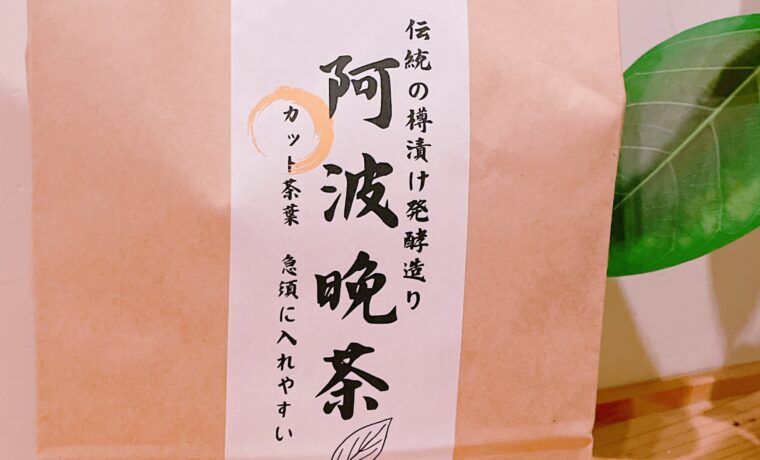 伝統の樽漬け発酵造り
阿波晩茶
カット茶葉 急須に入れやすい